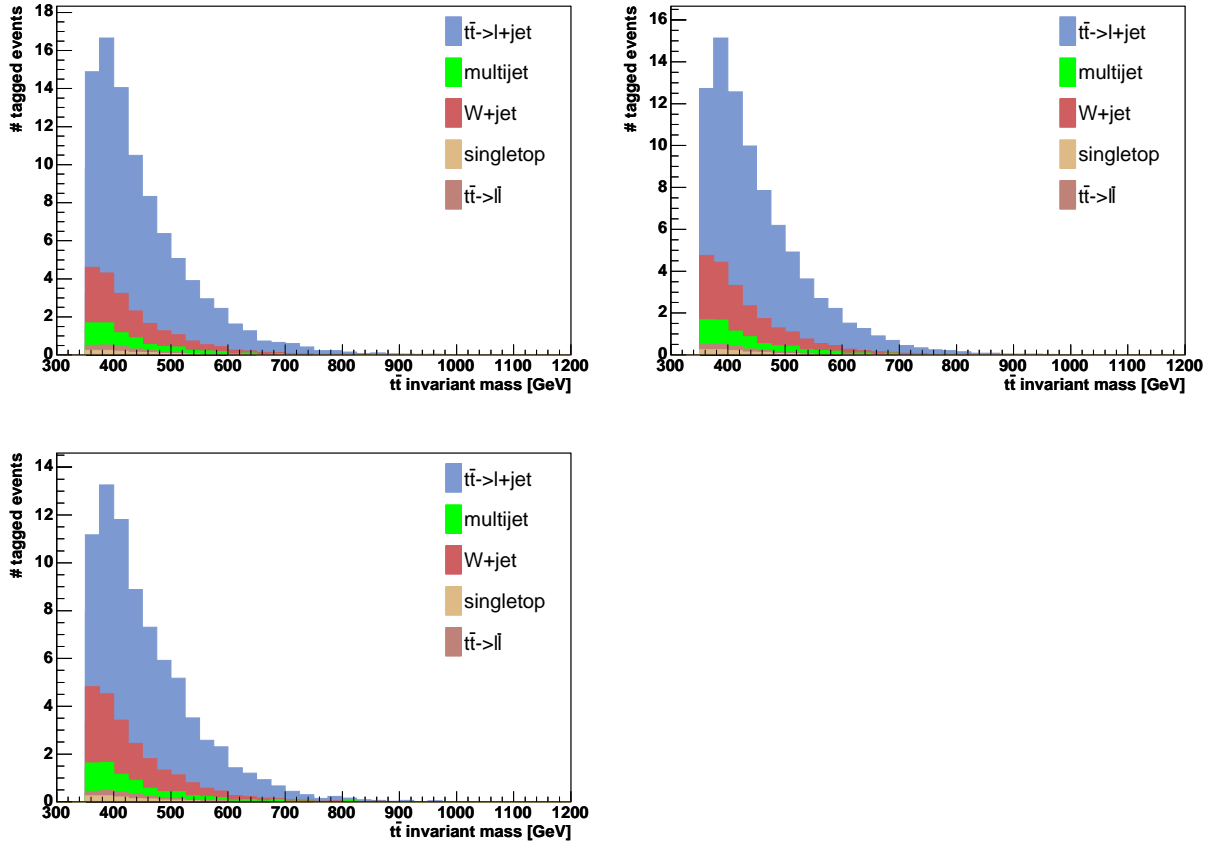 # tagged events
18
16
14
12
10
8
6
4
2
0
300 400 500 600 700 800 900 1000 1100 1200
tt̄ invariant mass [GeV]
tt̄->l+jet
multijet
W+jet
singletop
tt̄->ll̄
# tagged events
16
14
12
10
8
6
4
2
0
300 400 500 600 700 800 900 1000 1100 1200
tt̄ invariant mass [GeV]
tt̄->l+jet
multijet
W+jet
singletop
tt̄->ll̄
# tagged events
14
12
10
8
6
4
2
0
300 400 500 600 700 800 900 1000 1100 1200
tt̄ invariant mass [GeV]
tt̄->l+jet
multijet
W+jet
singletop
tt̄->ll̄